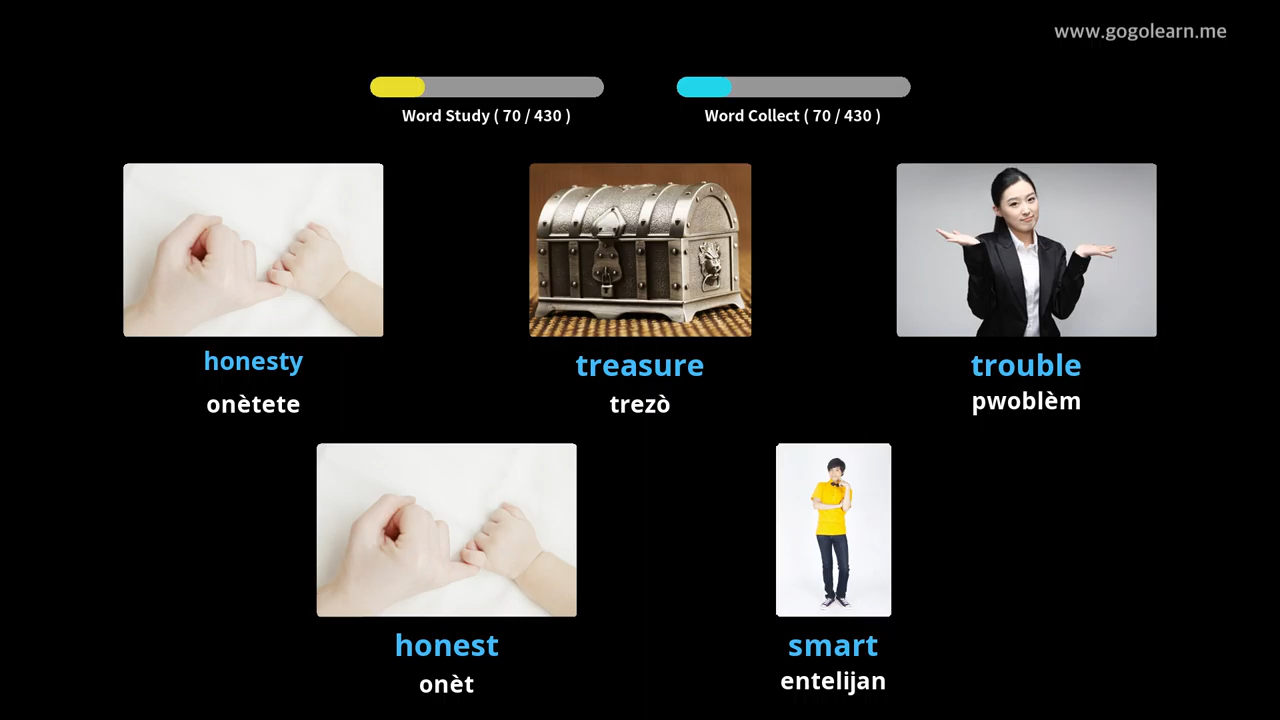 www.gogolearn.me
Word Study ( 70 / 430 )
Word Collect ( 70 / 430 )
honesty
onètete
treasure
trezò
trouble
pwoblèm
honest
onèt
smart
entelijan